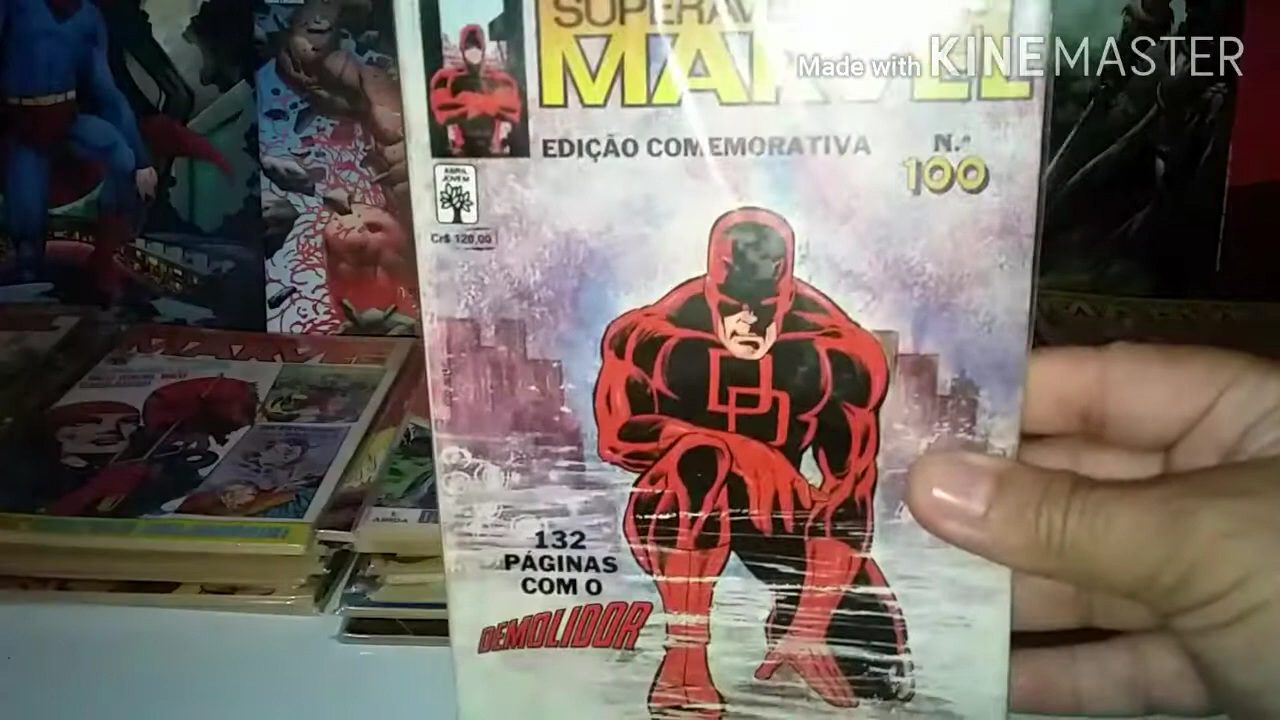 SUPERAV
MARVEL
Made with KINEMASTER
EDIÇÃO COMEMORATIVA
N.º
100
ABRIL
JOVEM
Cr$ 120,00
132
PÁGINAS
COM O
DEMOLIDOR